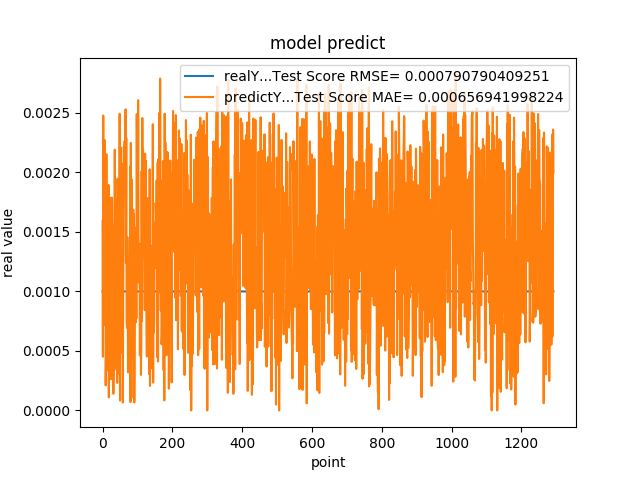 model predict
realY...Test Score RMSE= 0.000790790409251
predictY...Test Score MAE= 0.000656941998224
real value
0.0025
0.0020
0.0015
0.0010
0.0005
0.0000
0 200 400 600 800 1000 1200
point